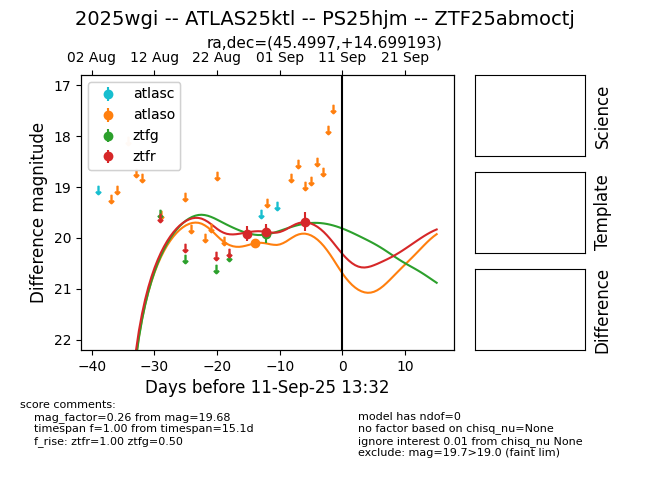 2025wgi -- ATLAS25ktl -- PS25hjm -- ZTF25abmoctj
ra,dec=(45.4997,+14.699193)
02 Aug 12 Aug 22 Aug 01 Sep 11 Sep 21 Sep
atlasc
atlaso
ztfg
ztfr
17
18
19
20
21
22
Difference magnitude
−40 −30 −20 −10 0 10
Days before 11-Sep-25 13:32
Science
Template
Difference
score comments:
mag_factor=0.26 from mag=19.68
timespan f=1.00 from timespan=15.1d
f_rise: ztfr=1.00 ztfg=0.50
model has ndof=0
no factor based on chisq_nu=None
ignore interest 0.01 from chisq_nu None
exclude: mag=19.7>19.0 (faint lim)